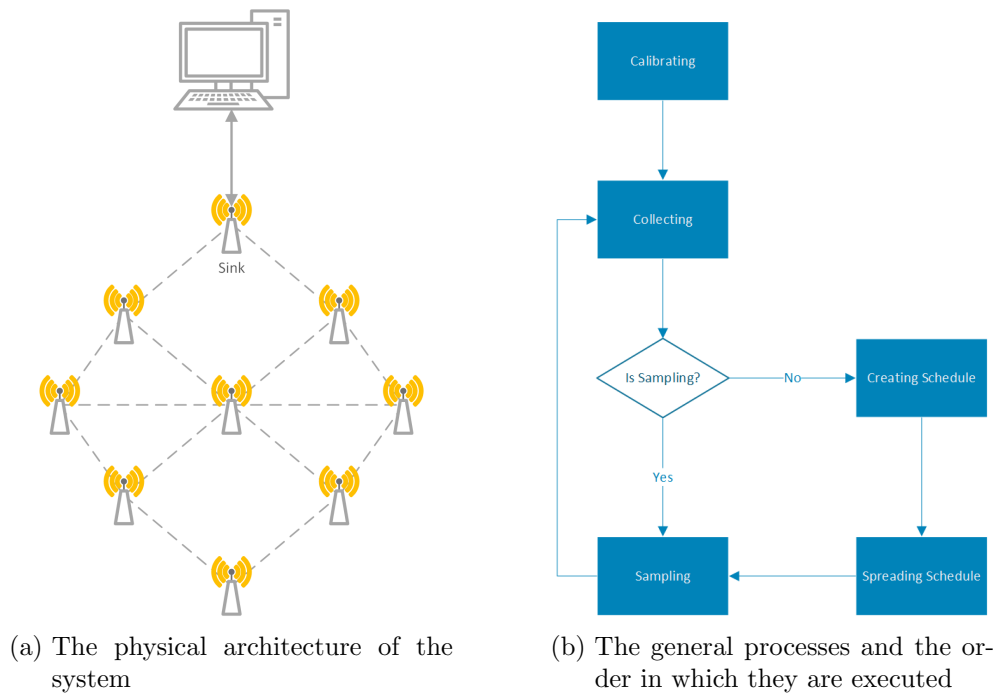 Sink
(a) The physical architecture of the
system
Calibrating
Collecting
Is Sampling?
No
Creating Schedule
Yes
Sampling
Spreading Schedule
(b) The general processes and the or-
der in which they are executed